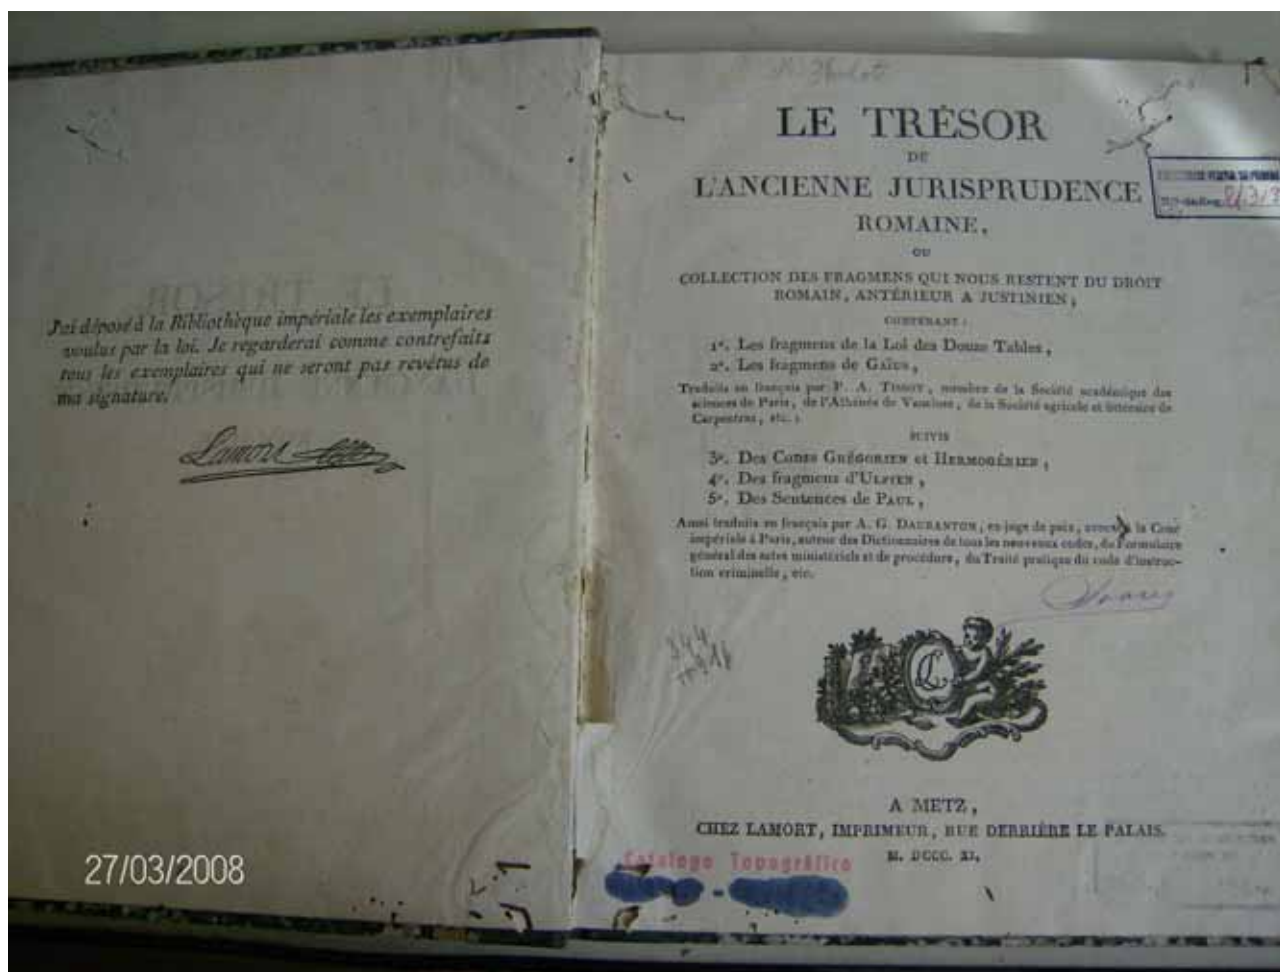 J'ai déposé à la Bibliothèque impériale les exemplaires
voulus par la loi. Je regarderai comme contrefaits
tous les exemplaires qui ne seront pas revêtus de
ma signature.
Lamort
LE TRÉSOR
DE
L'ANCIENNE JURISPRUDENCE
ROMAINE,
OU
COLLECTION DES FRAGMENS QUI NOUS RESTENT DU DROIT
ROMAIN, ANTÉRIEUR A JUSTINIEN;
CONTENANT:
1°. Les fragmens de la Loi des Douze Tables,
2°. Les fragmens de GAÏUS,
Traduits en français par P. A. TISSOT, membre de la Société académique des
sciences de Paris, de l'Athénée de Vaucluse, de la Société agricole et littéraire de
Carpentras, etc.;
SUIVIS
3°. Des CODES GRÉGORIEN et HERMOGÉNIEN,
4°. Des fragmens d'ULPIEN,
5°. Des Sentences de PAUL,
Aussi traduits en français par A. G. DAUBANTON, ex-juge de paix, avocat à la Cour
impériale à Paris, auteur des Dictionnaires de tous les nouveaux codes, du Formulaire
général des actes ministériels et de procédure, du Traité pratique du code d'instruc-
tion criminelle, etc.
A METZ,
CHEZ LAMORT, IMPRIMEUR, RUE DERRIÈRE LE PALAIS.
M. DCCC. XI.
Catalogo Topográfico
27/03/2008